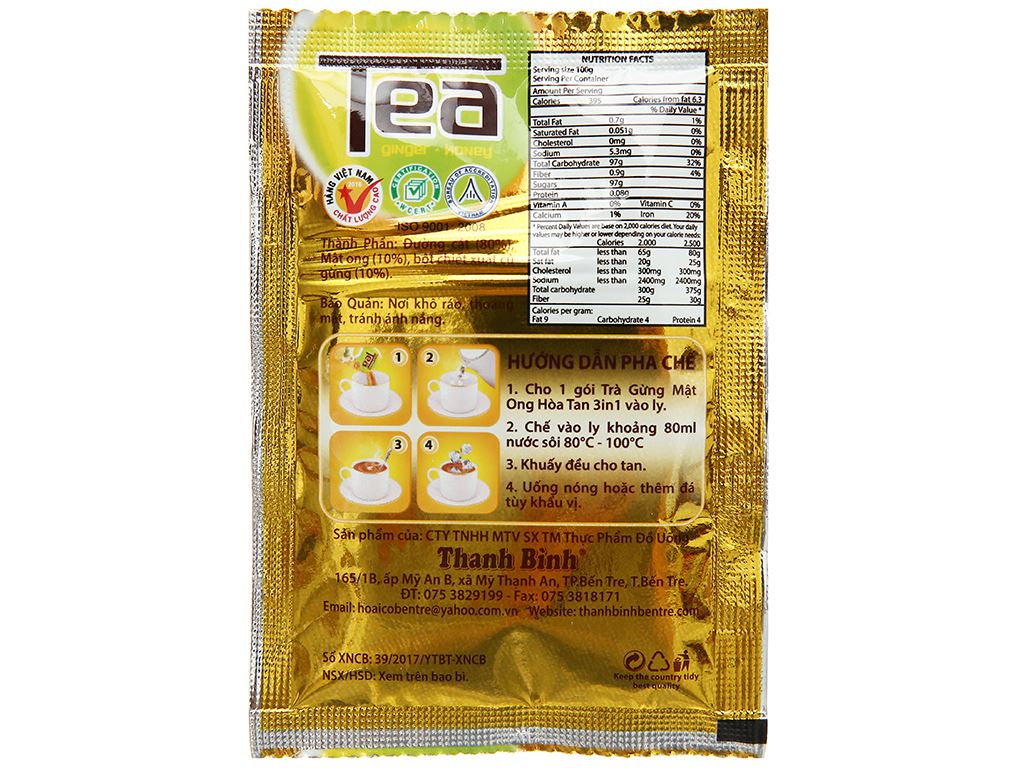 Tea
GINGER - HONEY
HÀNG VIỆT NAM
2016
CHẤT LƯỢNG CAO
CERTIFICATION
WCERT
BUREAU OF ACCREDITATION
VIETNAM
ISO 9001 : 2008
Thành Phần: Đường cát (80%),
Mật ong (10%), bột chiết xuất củ
gừng (10%).
Bảo Quản: Nơi khô ráo, thoáng
mát, tránh ánh nắng.
NUTRITION FACTS
Serving size 100g
Serving Per Container
Amount Per Serving
Calories 395 Calories from fat 6.3
% Daily Value *
Total Fat 0.7g 1%
Saturated Fat 0.051g 0%
Cholesterol 0mg 0%
Sodium 5.3mg 0%
Total Carbohydrate 97g 32%
Fiber 0.9g 4%
Sugars 97g
Protein 0.08g
Vitamin A 0% Vitamin C 0%
Calcium 1% Iron 20%
* Percent Daily Values are base on 2,000 calories diet. Your daily
values may be higher or lower depending on your calorie needs:
Calories 2.000 2.500
Total fat less than 65g 80g
Sat fat less than 20g 25g
Cholesterol less than 300mg 300mg
Sodium less than 2400mg 2400mg
Total carbohydrate 300g 375g
Fiber 25g 30g
Calories per gram:
Fat 9 Carbohydrate 4 Protein 4
1
2
3
4
HƯỚNG DẪN PHA CHẾ
1. Cho 1 gói Trà Gừng Mật
Ong Hòa Tan 3in1 vào ly.
2. Chế vào ly khoảng 80ml
nước sôi 80°C - 100°C
3. Khuấy đều cho tan.
4. Uống nóng hoặc thêm đá
tùy khẩu vị.
Sản phẩm của: CTY TNHH MTV SX TM Thực Phẩm Đồ Uống
Thanh Bình®
165/1B, ấp Mỹ An B, xã Mỹ Thạnh An, TP.Bến Tre, T.Bến Tre.
ĐT: 075 3829199 - Fax: 075 3818171
Email: hoaicobentre@yahoo.com.vn Website: thanhbinhbentre.com
Số XNCB: 39/2017/YTBT-XNCB
NSX/HSD: Xem trên bao bì.
Keep the country tidy
best quality